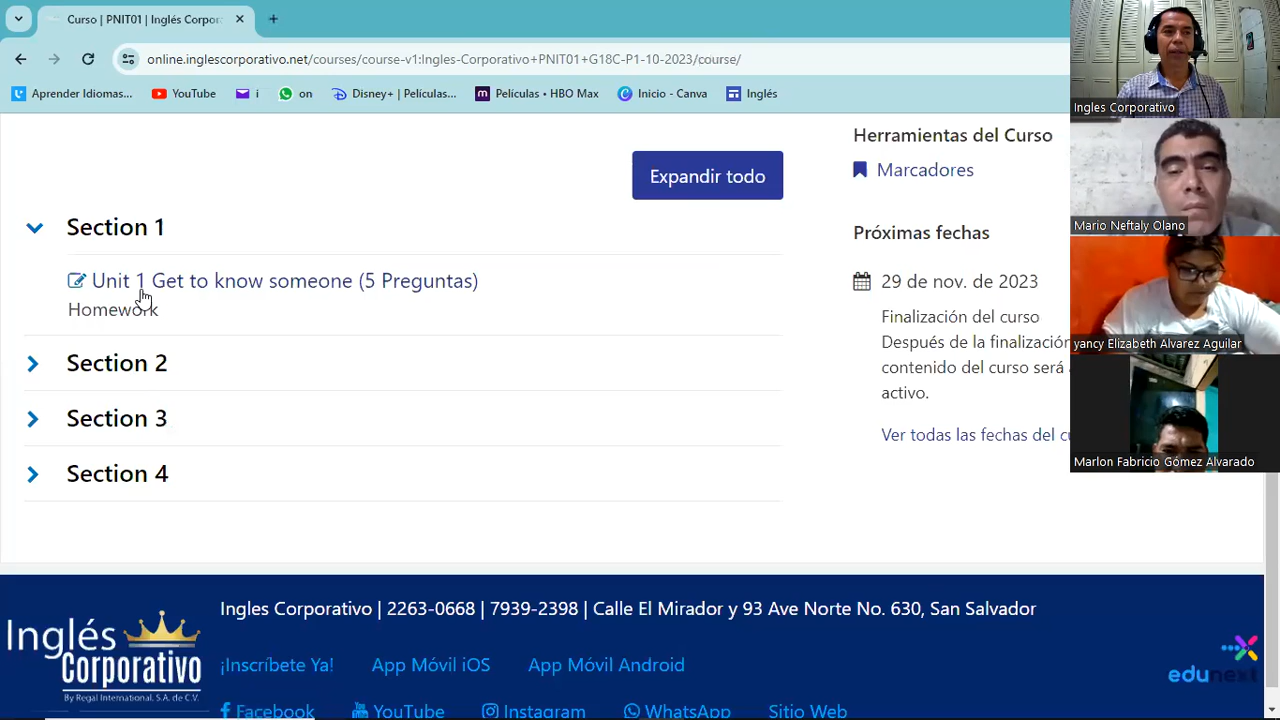 Curso | PNIT01 | Inglés Corpor
online.inglescorporativo.net/courses/
Ingles-Corporativo+PNIT01+G18C-P1-10-2023/course/
Aprender Idiomas...
YouTube
i
on
Disney+ | Películas...
Películas • HBO Max
Inicio - Canva
Inglés
Expandir todo
Section 1
Unit 1 Get to know someone (5 Preguntas)
Homework
Section 2
Section 3
Section 4
Herramientas del Curso
Marcadores
Próximas fechas
29 de nov. de 2023
Finalización del curso
Después de la finalización
contenido del curso será
activo.
Ver todas las fechas del
Ingles Corporativo
Mario Neftaly Olano
yancy Elizabeth Alvarez Aguilar
Marlon Fabricio Gómez Alvarado
Inglés
Corporativo
By Regal International, S.A. de C.V.
Ingles Corporativo | 2263-0668 | 7939-2398 | Calle El Mirador y 93 Ave Norte No. 630, San Salvador
¡Inscríbete Ya!
App Móvil iOS
App Móvil Android
Facebook
YouTube
Instagram
WhatsApp
Sitio Web
edunext